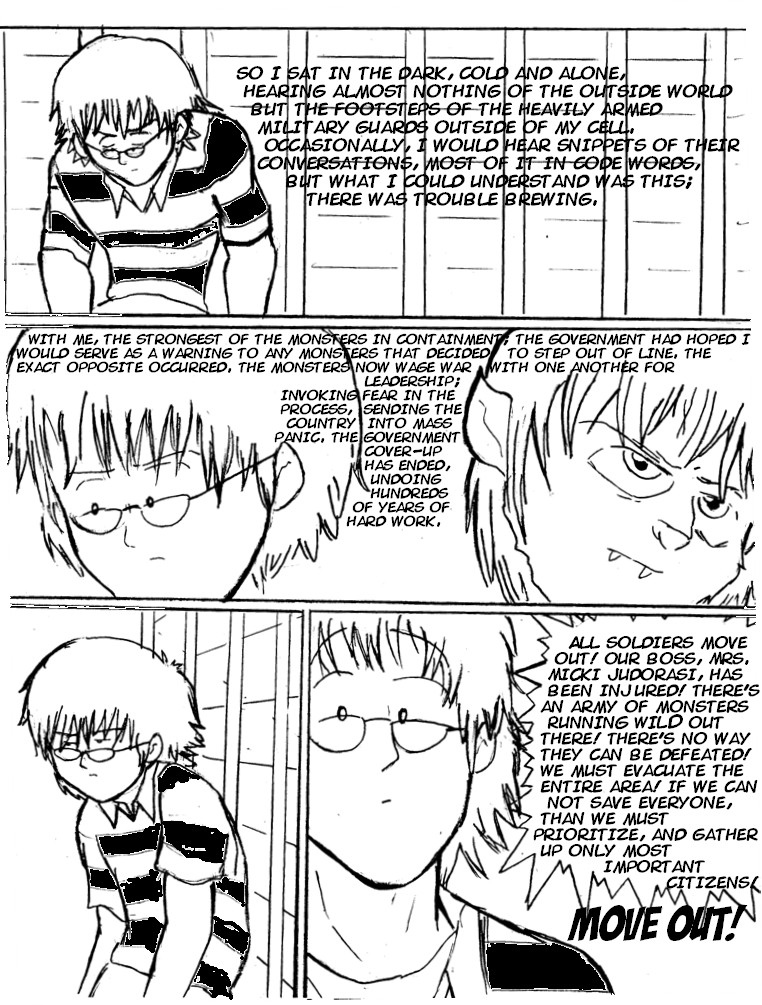 SO I SAT IN THE DARK, COLD AND ALONE,
HEARING ALMOST NOTHING OF THE OUTSIDE WORLD
BUT THE FOOTSTEPS OF THE HEAVILY ARMED
MILITARY GUARDS OUTSIDE OF MY CELL.
OCCASIONALLY, I WOULD HEAR SNIPPETS OF THEIR
CONVERSATIONS, MOST OF IT IN CODE WORDS,
BUT WHAT I COULD UNDERSTAND WAS THIS;
THERE WAS TROUBLE BREWING.
WITH ME, THE STRONGEST OF THE MONSTERS IN CONTAINMENT; THE GOVERNMENT HAD HOPED I
WOULD SERVE AS A WARNING TO ANY MONSTERS THAT DECIDED TO STEP OUT OF LINE. THE
EXACT OPPOSITE OCCURRED. THE MONSTERS NOW WAGE WAR WITH ONE ANOTHER FOR
LEADERSHIP;
INVOKING FEAR IN THE
PROCESS, SENDING THE
COUNTRY INTO MASS
PANIC. THE GOVERNMENT
COVER-UP
HAS ENDED,
UNDOING
HUNDREDS
OF YEARS OF
HARD WORK.
ALL SOLDIERS MOVE
OUT! OUR BOSS, MRS.
MICKI JUDORASI, HAS
BEEN INJURED! THERE'S
AN ARMY OF MONSTERS
RUNNING WILD OUT
THERE! THERE'S NO WAY
THEY CAN BE DEFEATED!
WE MUST EVACUATE THE
ENTIRE AREA! IF WE CAN
NOT SAVE EVERYONE,
THAN WE MUST
PRIORITIZE, AND GATHER
UP ONLY MOST
IMPORTANT
CITIZENS!
MOVE OUT!